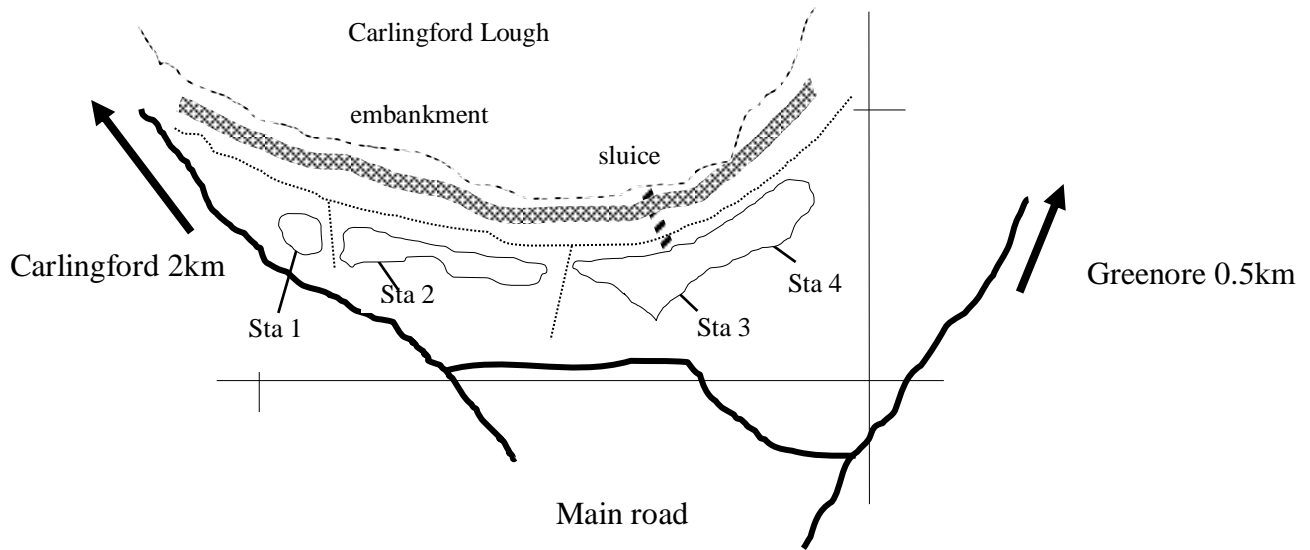 Carlingford Lough
embankment
sluice
Carlingford 2km
Greenore 0.5km
Sta 1
Sta 2
Sta 3
Sta 4
Main road